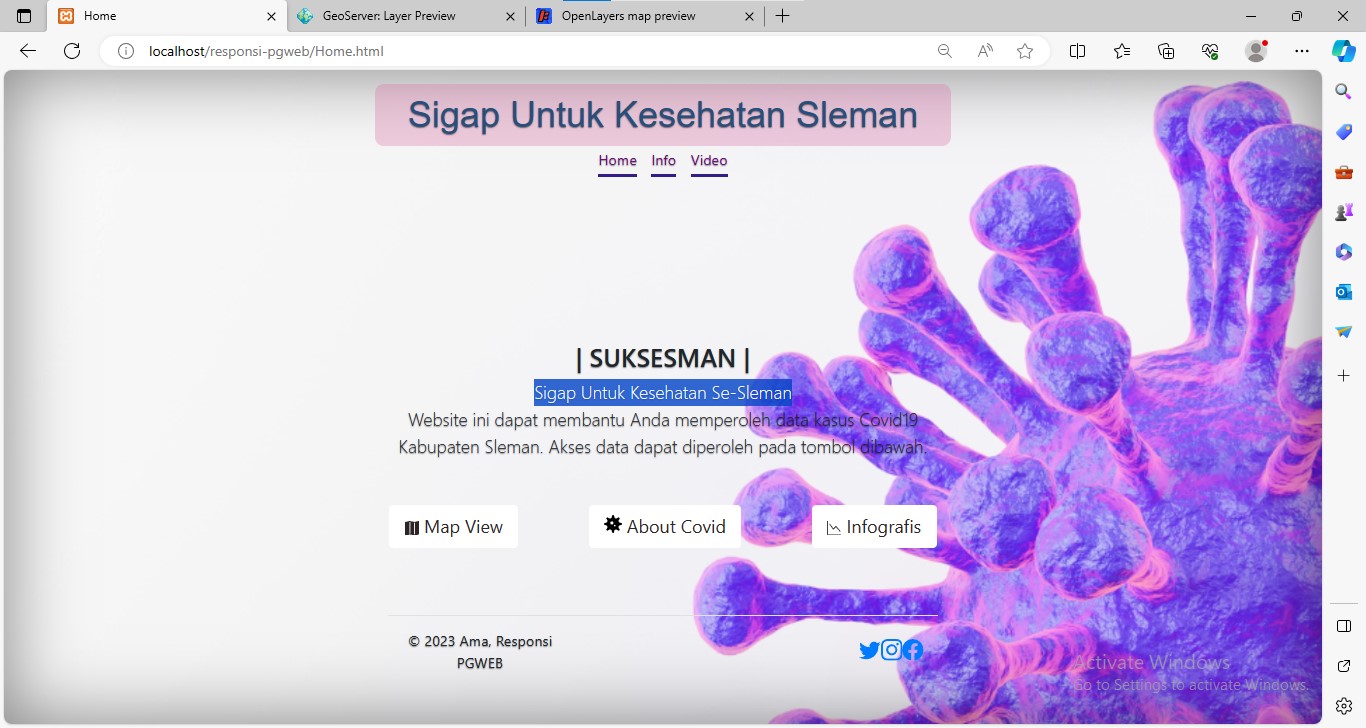 Home
GeoServer: Layer Preview
OpenLayers map preview
localhost/responsi-pgweb/Home.html
Sigap Untuk Kesehatan Sleman
Home Info Video
| SUKSESMAN |
Sigap Untuk Kesehatan Se-Sleman
Website ini dapat membantu Anda memperoleh data kasus Covid19
Kabupaten Sleman. Akses data dapat diperoleh pada tombol dibawah.
Map View
About Covid
Infografis
© 2023 Ama, Responsi
PGWEB
Activate Windows
Go to Settings to activate Windows.